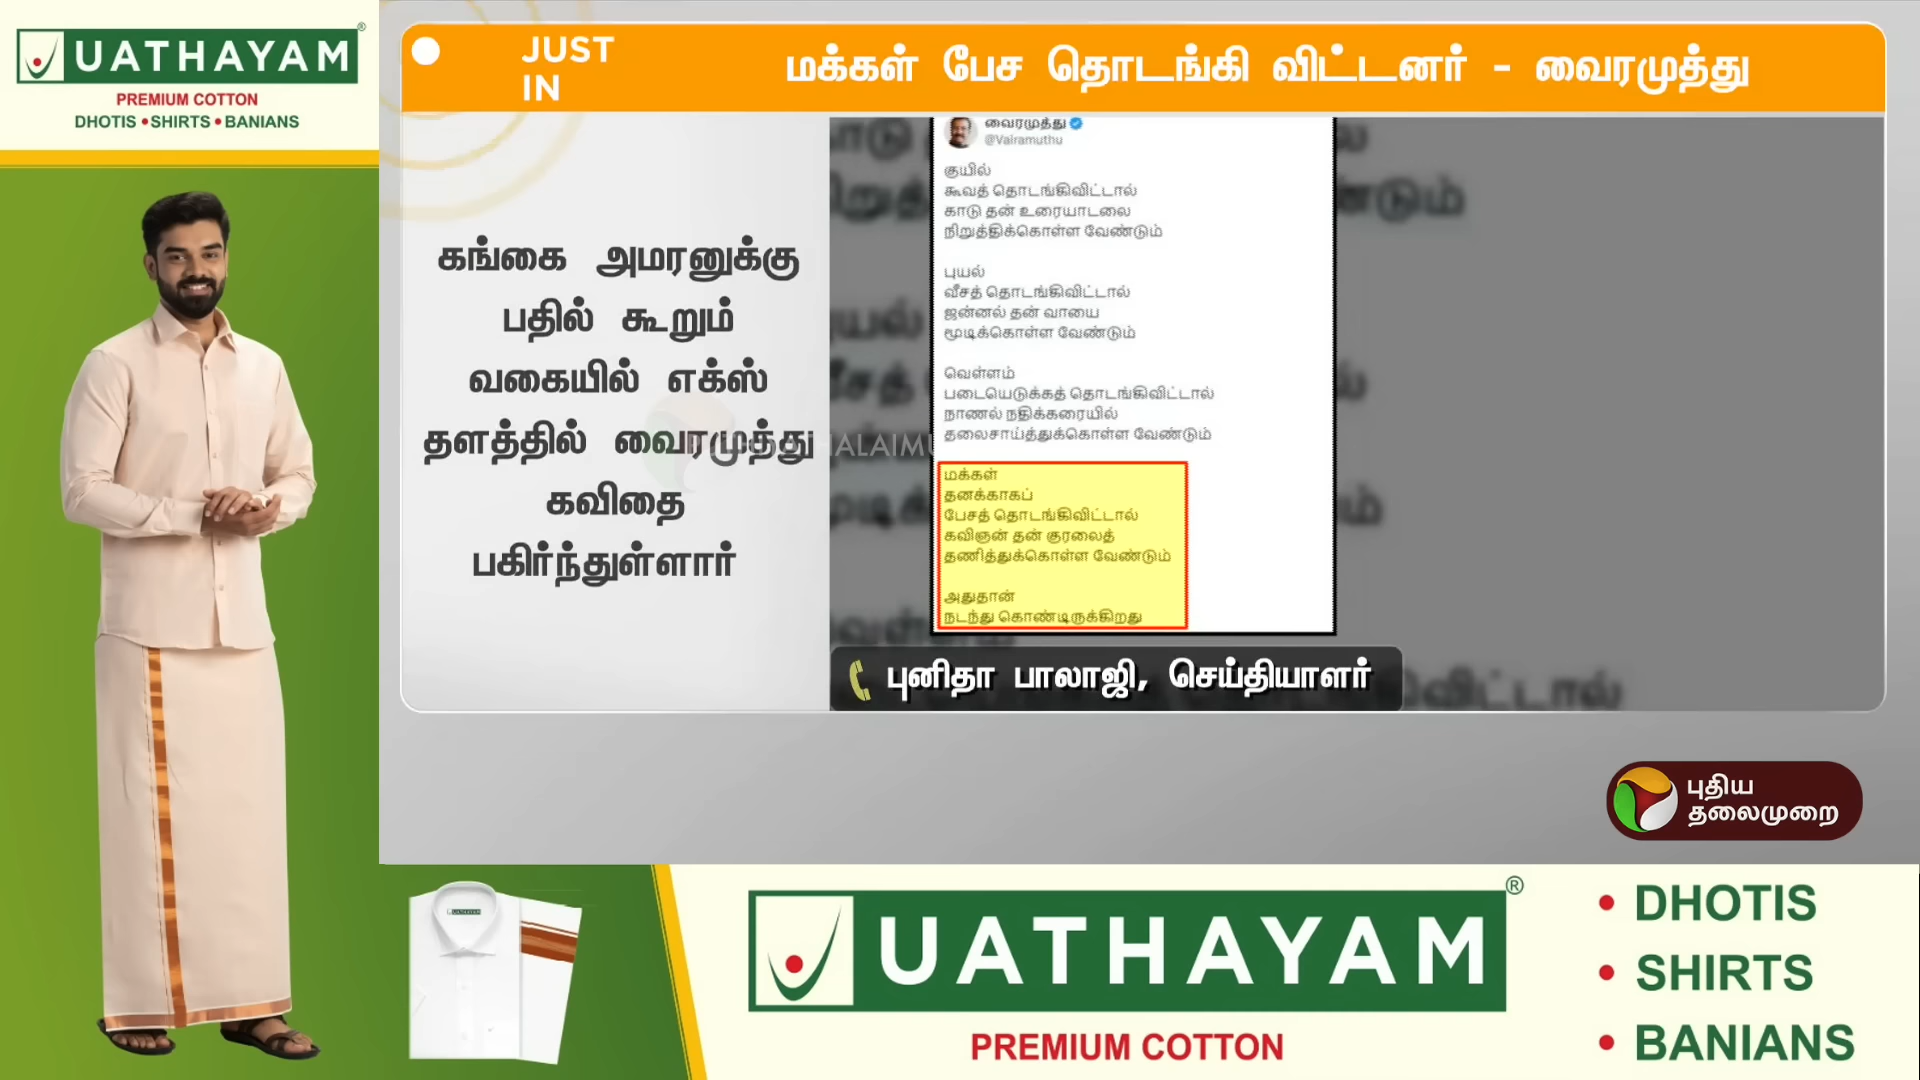 UATHAYAM
PREMIUM COTTON
DHOTIS • SHIRTS • BANIANS
JUST
IN
மக்கள் பேச தொடங்கி விட்டனர் - வைரமுத்து
கங்கை அமரனுக்கு
பதில் கூறும்
வகையில் எக்ஸ்
தளத்தில் வைரமுத்து
கவிதை
பகிர்ந்துள்ளார்
வைரமுத்து
@Vairamuthu
குயில்
கூவத் தொடங்கிவிட்டால்
காடு தன் உரையாடலை
நிறுத்திக்கொள்ள வேண்டும்
புயல்
வீசத் தொடங்கிவிட்டால்
ஜன்னல் தன் வாயை
மூடிக்கொள்ள வேண்டும்
வெள்ளம்
படையெடுக்கத் தொடங்கிவிட்டால்
நாணல் நதிக்கரையில்
தலைசாய்த்துக்கொள்ள வேண்டும்
மக்கள்
தனக்காகப்
பேசத் தொடங்கிவிட்டால்
கவிஞன் தன் குரலைத்
தணித்துக்கொள்ள வேண்டும்
அதுதான்
நடந்து கொண்டிருக்கிறது
புனிதா பாலாஜி, செய்தியாளர்
புதிய
தலைமுறை
UATHAYAM
UATHAYAM®
PREMIUM COTTON
• DHOTIS
• SHIRTS
• BANIANS